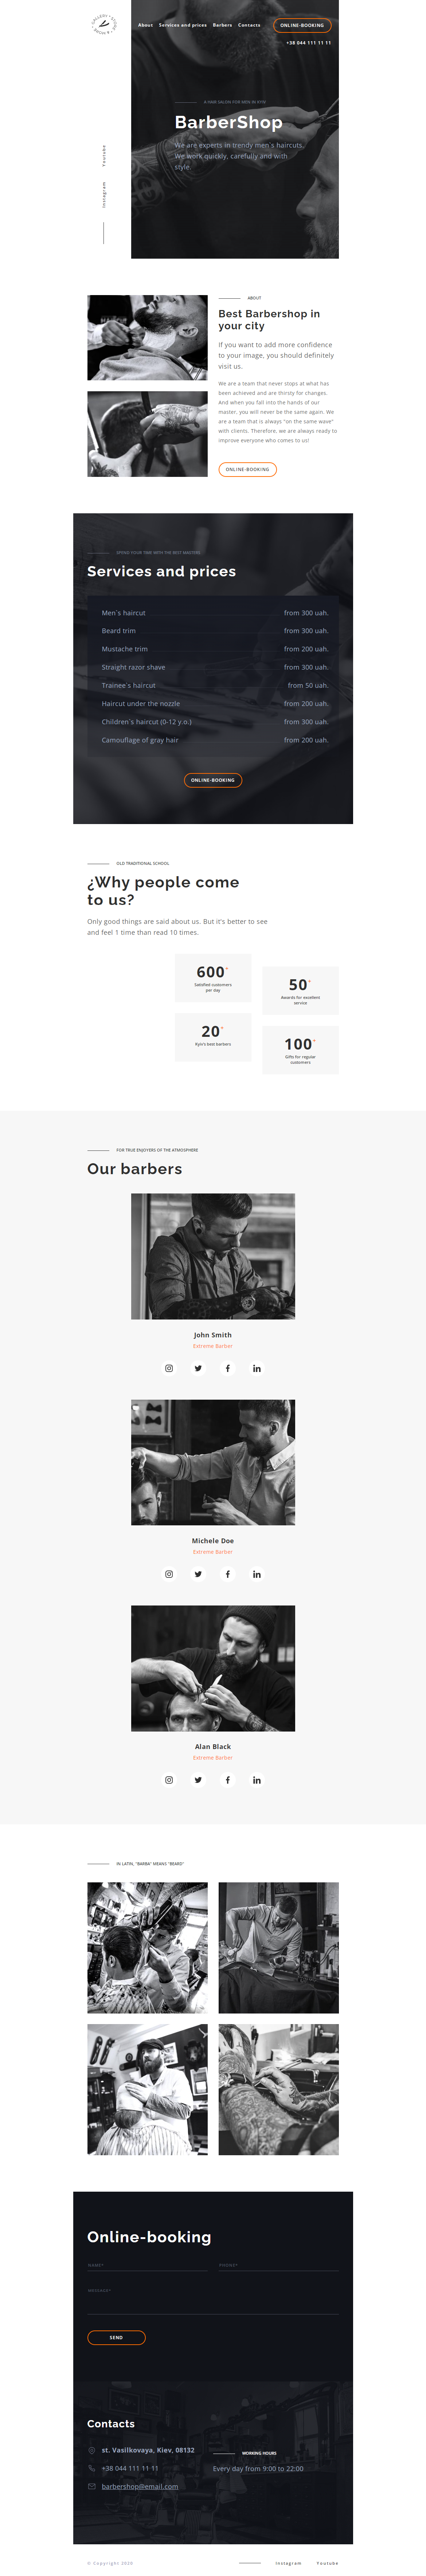 About Services and prices Barbers Contacts ONLINE-BOOKING
+38 044 111 11 11
A HAIR SALON FOR MEN IN KYIV
BarberShop
We are experts in trendy men`s haircuts.
We work quickly, carefully and with
style.
Youtube
Instagram
ABOUT
Best Barbershop in
your city
If you want to add more confidence
to your image, you should definitely
visit us.
We are a team that never stops at what has
been achieved and are thirsty for changes.
And when you fall into the hands of our
master, you will never be the same again. We
are a team that is always "on the same wave"
with clients. Therefore, we are always ready to
improve everyone who comes to us!
ONLINE-BOOKING
SPEND YOUR TIME WITH THE BEST MASTERS
Services and prices
Men`s haircut from 300 uah.
Beard trim from 300 uah.
Mustache trim from 200 uah.
Straight razor shave from 300 uah.
Trainee`s haircut from 50 uah.
Haircut under the nozzle from 200 uah.
Children`s haircut (0-12 y.o.) from 300 uah.
Camouflage of gray hair from 200 uah.
ONLINE-BOOKING
OLD TRADITIONAL SCHOOL
¿Why people come
to us?
Only good things are said about us. But it's better to see
and feel 1 time than read 10 times.
600+
Satisfied customers
per day
50+
Awards for excellent
service
20+
Kyiv's best barbers
100+
Gifts for regular
customers
FOR TRUE ENJOYERS OF THE ATMOSPHERE
Our barbers
John Smith
Extreme Barber
Michele Doe
Extreme Barber
Alan Black
Extreme Barber
IN LATIN, "BARBA" MEANS "BEARD"
Online-booking
NAME*
PHONE*
MESSAGE*
SEND
Contacts
st. Vasilkovaya, Kiev, 08132
+38 044 111 11 11
barbershop@email.com
WORKING HOURS
Every day from 9:00 to 22:00
© Copyright 2020
Instagram Youtube